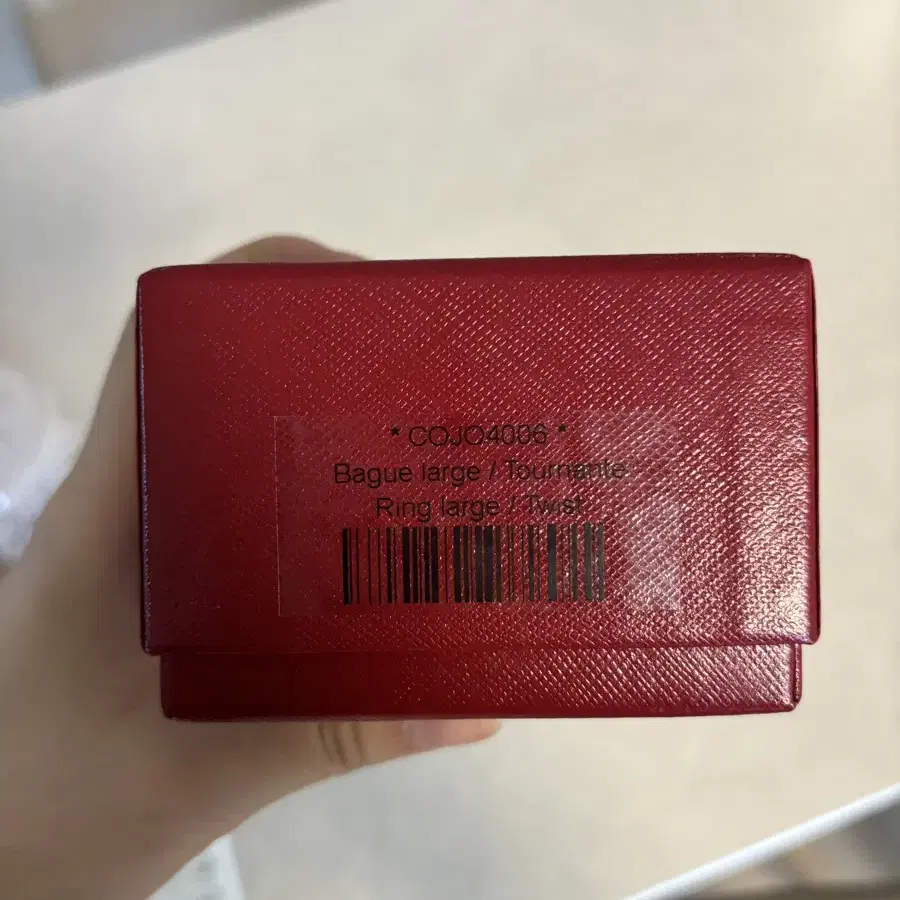 * COJO4006 *
Bague large / Tournante
Ring large / Twist